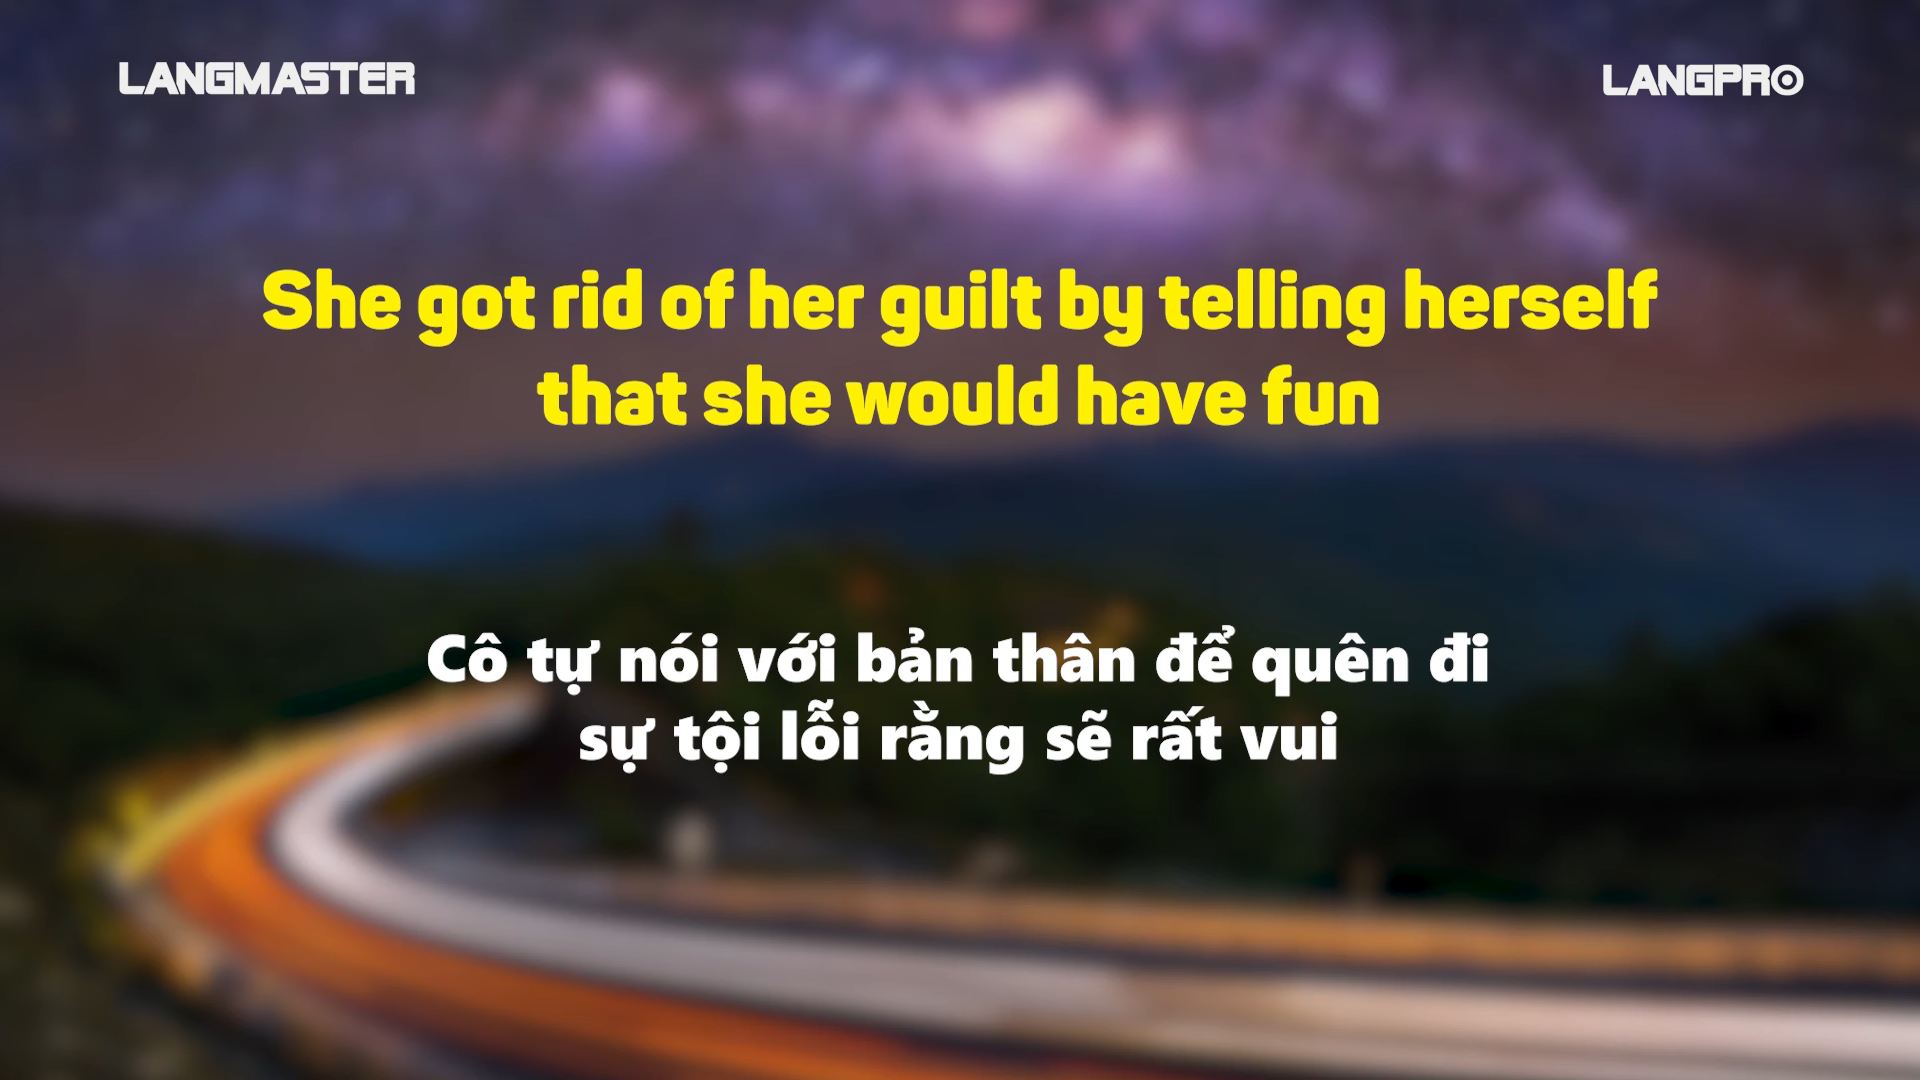 LANGMASTER
LANGPRO
She got rid of her guilt by telling herself
that she would have fun
Cô tự nói với bản thân để quên đi
sự tội lỗi rằng sẽ rất vui